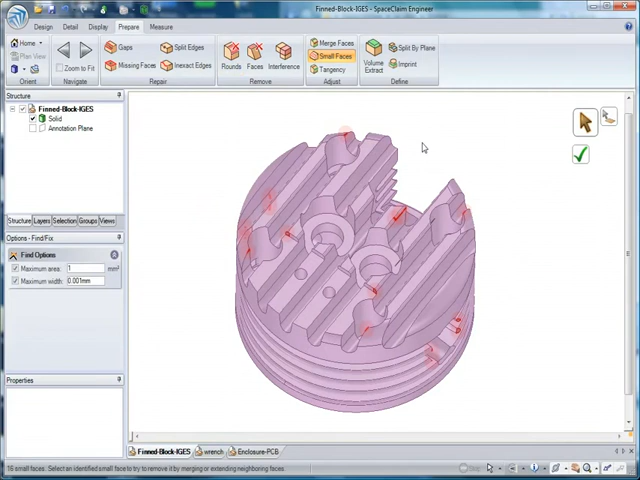 Finned-Block-IGES - SpaceClaim Engineer
Design Detail Display Prepare Measure
Home
Plan View
Zoom to Fit
Gaps
Missing Faces
Split Edges
Inexact Edges
Rounds Faces Interference
Merge Faces
Small Faces
Tangency
Volume
Extract
Split By Plane
Imprint
Orient Navigate Repair Remove Adjust Define
Structure
Finned-Block-IGES
Solid
Annotation Plane
Structure Layers Selection Groups Views
Options - Find/Fix
Find Options
Maximum area: 1 mm²
Maximum width: 0.001mm
Properties
Finned-Block-IGES wrench Enclosure-PCB
16 small faces. Select an identified small face to try to remove it by merging or extending neighboring faces